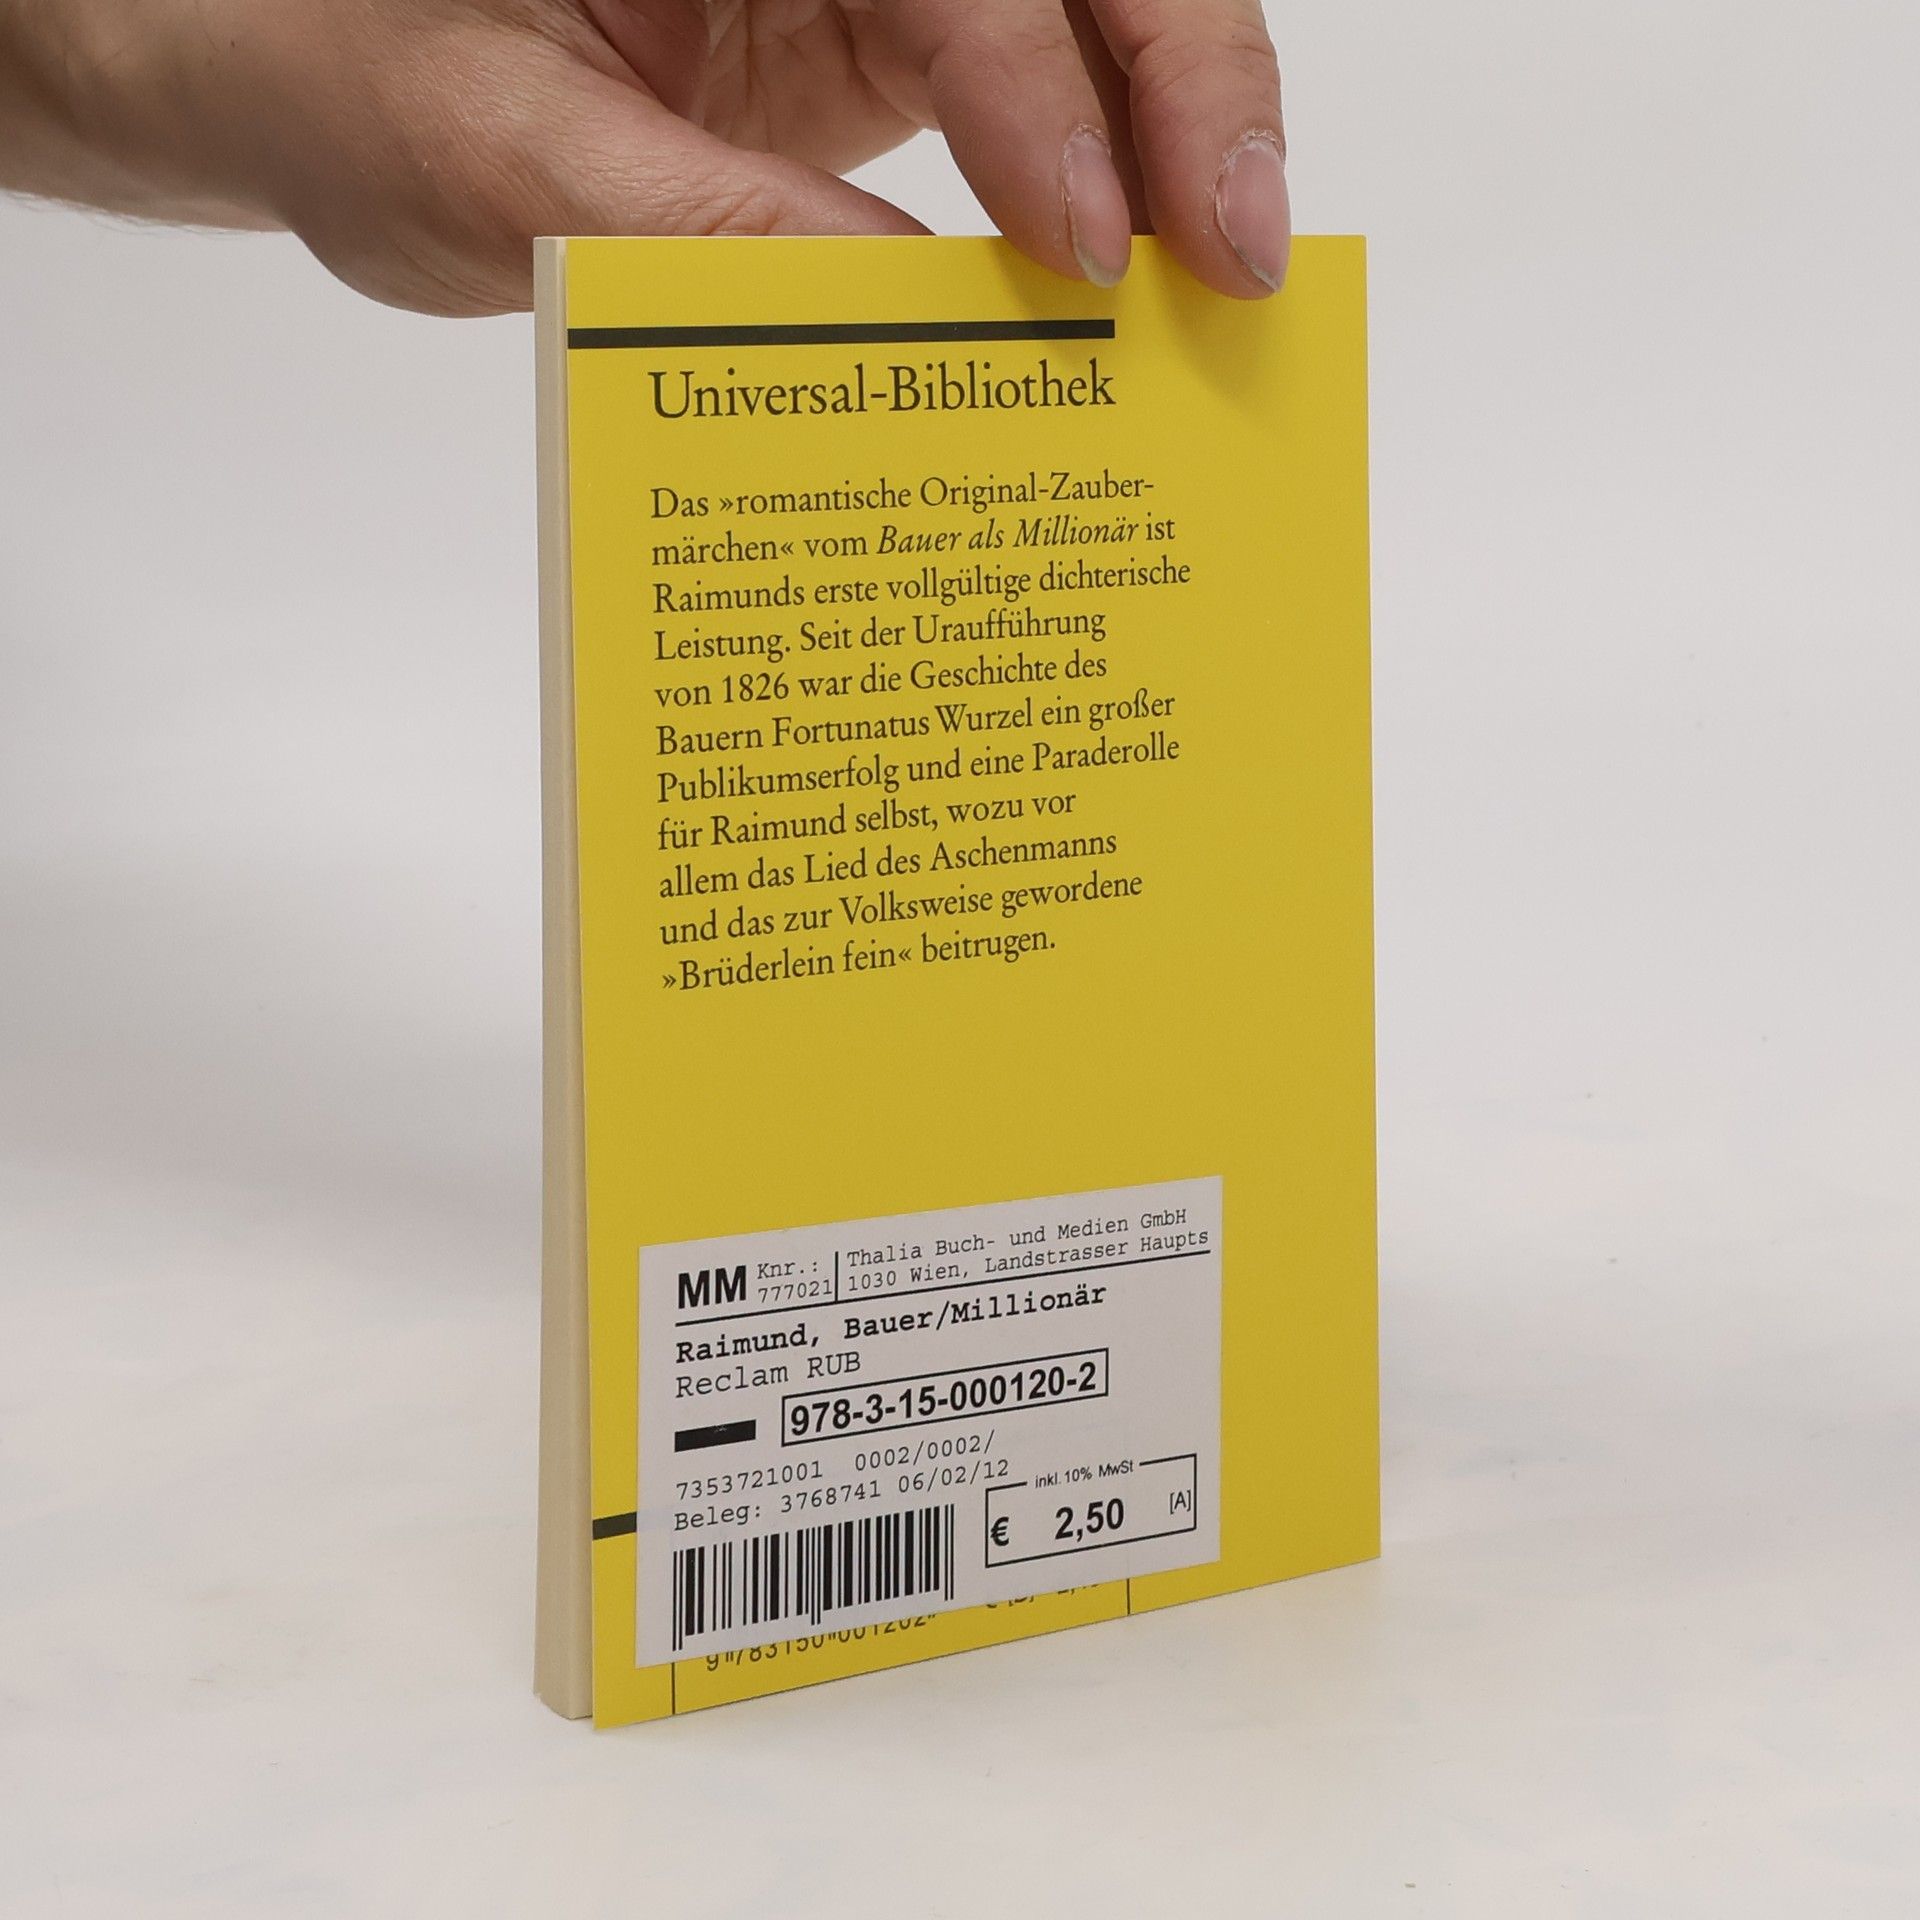 Universal-Bibliothek
Das »romantische Original-Zauber-
märchen« vom Bauer als Millionär ist
Raimunds erste vollgültige dichterische
Leistung. Seit der Uraufführung
von 1826 war die Geschichte des
Bauern Fortunatus Wurzel ein großer
Publikumserfolg und eine Paraderolle
für Raimund selbst, wozu vor
allem das Lied des Aschenmanns
und das zur Volksweise gewordene
»Brüderlein fein« beitrugen.
MM Knr.: Thalia Buch- und Medien GmbH
777021 1030 Wien, Landstrasser Haupts
Raimund, Bauer/Millionär
Reclam RUB
978-3-15-000120-2
7353721001 0002/0002/
Beleg: 3768741 06/02/12
inkl. 10% MwSt
€ 2,50 [A]
9"783150"001202"